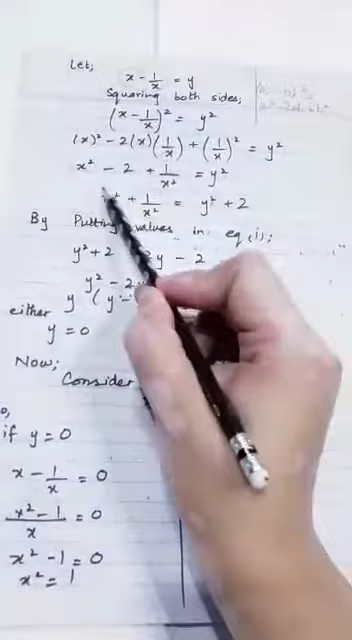 Let;
x - 1/x = y
Squaring both sides;
(x - 1/x)² = y²
(x)² - 2(x)(1/x) + (1/x)² = y²
x² - 2 + 1/x² = y²
+ 1/x² = y² + 2
By Putting values in eq(i);
y² + 2 y - 2
y² - 2
either y (y -
y = 0
Now;
Consider
if y = 0
x - 1/x = 0
x² - 1/x = 0
x² - 1 = 0
x² = 1